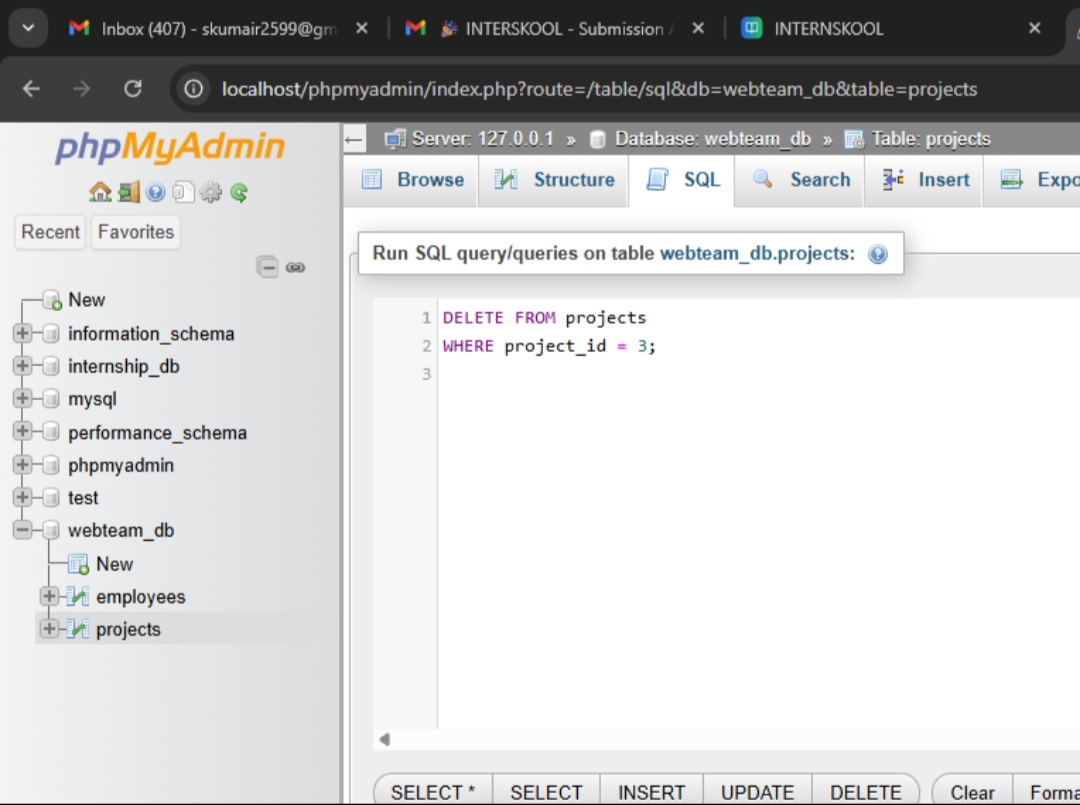 Inbox (407) - skumair2599@gm
INTERSKOOL - Submission
INTERNSKOOL
localhost/phpmyadmin/index.php?route=/table/sql&db=webteam_db&table=projects
phpMyAdmin
Server: 127.0.0.1 » Database: webteam_db » Table: projects
Browse
Structure
SQL
Search
Insert
Expo
Recent
Favorites
Run SQL query/queries on table webteam_db.projects:
New
information_schema
internship_db
mysql
performance_schema
phpmyadmin
test
webteam_db
New
employees
projects
1 DELETE FROM projects
2 WHERE project_id = 3;
3
SELECT *
SELECT
INSERT
UPDATE
DELETE
Clear
Forma